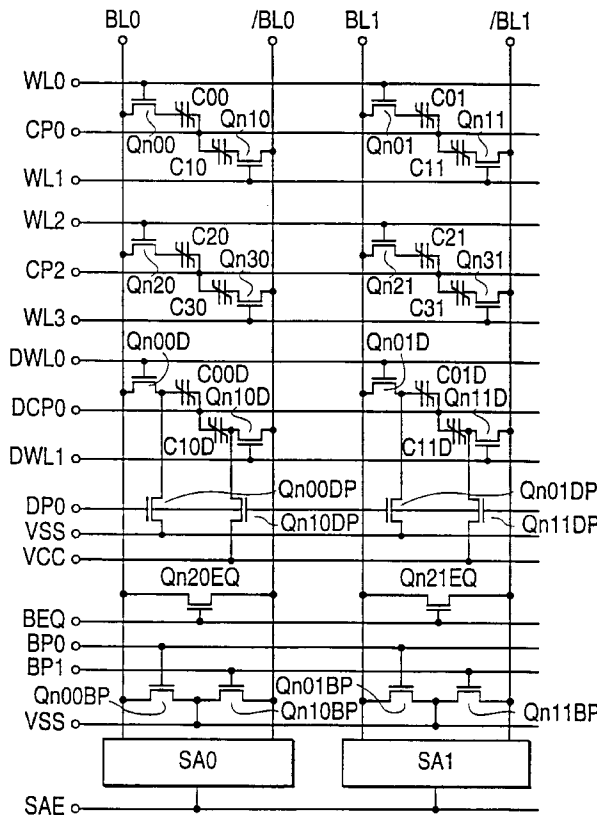 BL0 /BL0 BL1 /BL1
WL0
C00 C01
Qn10 Qn11
CP0
Qn00 Qn01
C10 C11
WL1
WL2
C20 C21
CP2
Qn30 Qn31
Qn20 Qn21
C30 C31
WL3
Qn00D Qn01D
DWL0
C00D C01D
Qn10D Qn11D
DCP0
C10D C11D
DWL1
Qn00DP Qn01DP
DP0
Qn10DP Qn11DP
VSS
VCC
Qn20EQ Qn21EQ
BEQ
BP0
BP1
Qn00BP Qn01BP
Qn10BP Qn11BP
VSS
SA0 SA1
SAE